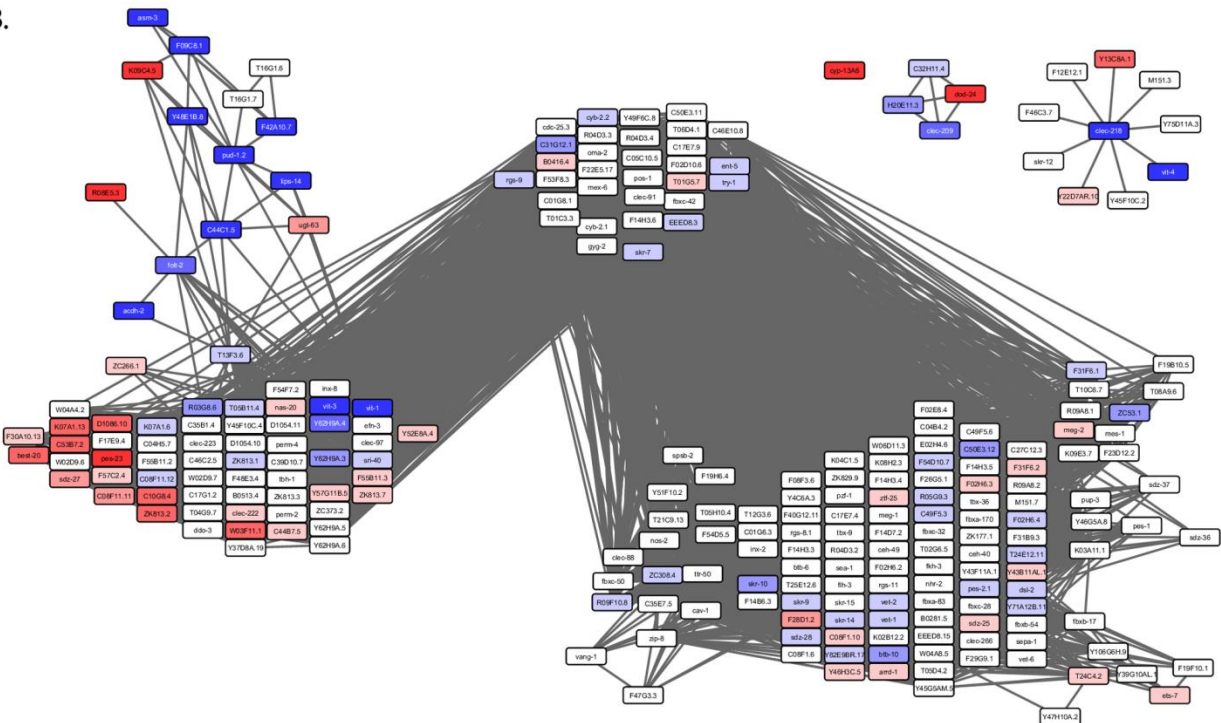 B.
asm-3
F09C8.1
K09C4.5
T16G1.6
T16G1.7
Y48E1B.8
F42A10.7
pud-1.2
lips-14
R08E5.3
ugt-63
C44C1.5
folt-2
acdh-2
T13F3.6
ZC266.1
cyp-13A6
C32H11.4
dod-24
H20E11.3
clec-209
Y13C8A.1
F12E12.1
M151.3
F46C3.7
Y75D11A.3
clec-218
skr-12
vit-4
Y22D7AR.10
Y45F10C.2
cyb-2.2
Y49F6C.8
C50E3.11
cdc-25.3
R04D3.3
R04D3.4
T06D4.1
C46E10.8
C31G12.1
oma-2
C17E7.9
B0416.4
F22E5.17
C05C10.5
F02D10.6
ent-5
rgs-9
F53F8.3
mex-6
pos-1
T01G5.7
try-1
C01G8.1
clec-91
fbxc-42
T01C3.3
cyb-2.1
F14H3.6
EEED8.3
gyg-2
skr-7
F54F7.2
inx-8
W04A4.2
R03G8.6
T05B11.4
nas-20
vit-3
vit-1
K07A1.13
D1086.10
K07A1.6
C35B1.4
Y45F10C.4
D1054.11
Y62H9A.4
efn-3
F30A10.13
C53B7.2
F17E9.4
C04H5.7
clec-223
D1054.10
perm-4
clec-97
Y52E8A.4
best-20
pes-23
F55B11.2
C46C2.5
ZK813.1
C39D10.7
Y62H9A.3
sri-40
W02D9.6
F57C2.4
C08F11.12
W02D9.7
F48E3.4
tbh-1
F55B11.3
sdz-27
C08F11.11
C10G8.4
C17G1.2
B0513.4
ZK813.3
Y57G11B.5
ZK813.7
ZK813.2
T04G9.7
clec-222
perm-2
ZC373.2
ddo-3
W03F11.1
C44B7.5
Y62H9A.5
Y37D8A.19
Y62H9A.6
spsb-2
F19H6.4
Y51F10.2
T21C9.13
T05H10.4
nos-2
F54D5.5
clec-88
fbxc-50
ZC308.4
ttr-50
R09F10.8
C35E7.5
cav-1
vang-1
zip-8
F47G3.3
T12G3.6
C01G6.3
inx-2
skr-10
F14B6.3
F08F3.6
Y4C6A.3
F40G12.11
rgs-8.1
F14H3.3
btb-6
T25E12.6
skr-9
F28D1.2
sdz-28
C08F1.6
K04C1.5
ZK829.9
pzf-1
C17E7.4
tbx-9
R04D3.2
sea-1
flh-3
skr-15
skr-14
C08F1.10
Y82E9BR.17
Y46H3C.5
W06D11.3
K08H2.3
F14H3.4
ztf-25
meg-1
F14D7.2
ceh-49
F02H6.2
rgs-11
vet-2
vet-1
K02B12.2
btb-10
arrd-1
F02E8.4
C04B4.2
E02H4.6
F54D10.7
F26G5.1
R05G9.3
C49F5.3
fbxc-32
T02G6.5
fkh-3
nhr-2
fbxa-83
B0281.5
EEED8.15
W04A8.5
T05D4.2
Y45G5AM.9
C49F5.6
C50E3.12
F14H3.5
F02H6.3
tbx-36
fbxa-170
ZK177.1
ceh-40
Y43F11A.1
pes-2.1
fbxc-28
sdz-25
clec-266
F29G9.1
C27C12.3
F31F6.2
R09A8.2
M151.7
F02H6.4
F31B9.3
T24E12.11
Y43B11AL.1
dsl-2
Y71A12B.11
fbxb-54
sepa-1
vet-6
F31F6.1
F19B10.5
T10C6.7
T08A9.6
R09A8.1
ZC53.1
meg-2
mes-1
K09E3.7
F23D12.2
sdz-37
pup-3
Y46G5A.8
pes-1
sdz-36
K03A11.1
fbxb-17
Y106G6H.9
T24C4.2
Y39G10AL.1
F19F10.1
ets-7
Y47H10A.2